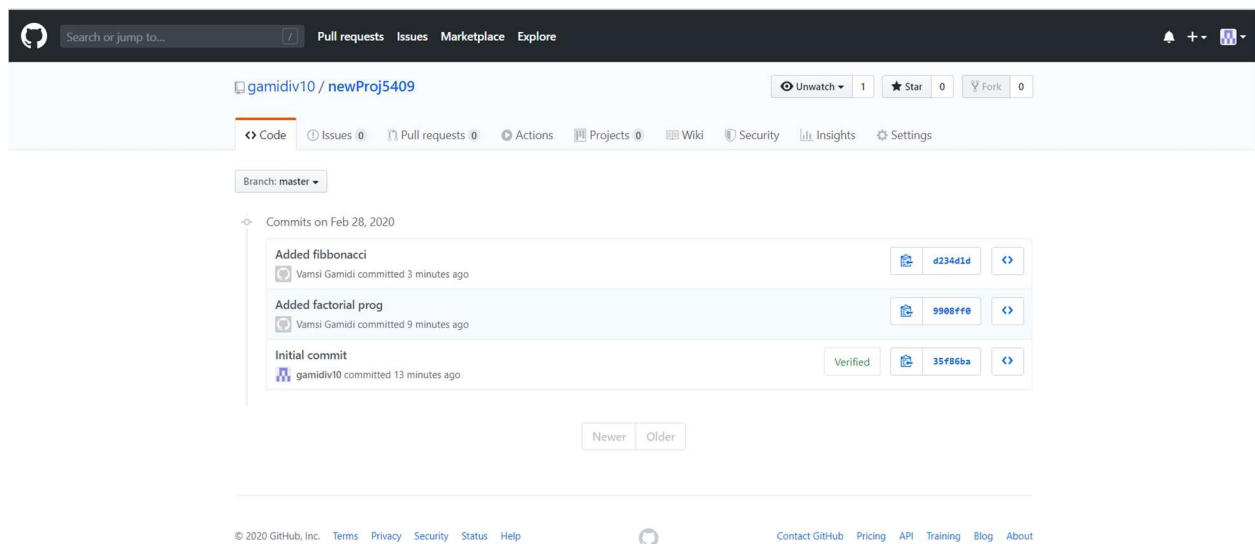 Search or jump to... / Pull requests Issues Marketplace Explore
gamidiv10 / newProj5409 Unwatch 1 Star 0 Fork 0
Code Issues 0 Pull requests 0 Actions Projects 0 Wiki Security Insights Settings
Branch: master
Commits on Feb 28, 2020
Added fibbonacci
Vamsi Gamidi committed 3 minutes ago
d234d1d
Added factorial prog
Vamsi Gamidi committed 9 minutes ago
9908ff0
Initial commit
gamidiv10 committed 13 minutes ago
Verified 35f86ba
Newer Older
© 2020 GitHub, Inc. Terms Privacy Security Status Help Contact GitHub Pricing API Training Blog About